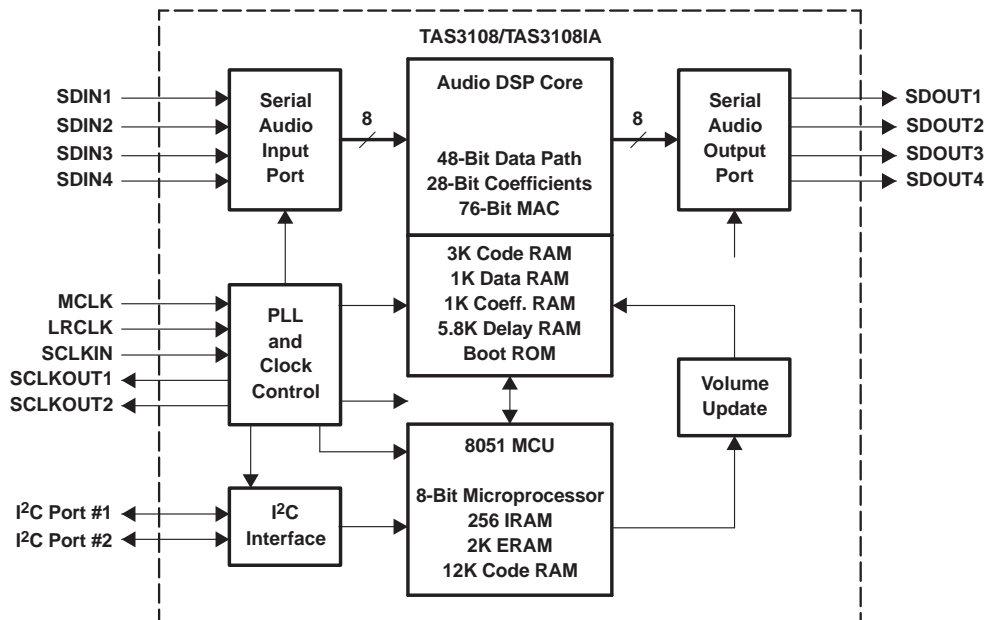 TAS3108/TAS3108IA
SDIN1
SDIN2
SDIN3
SDIN4
Serial
Audio
Input
Port
8
Audio DSP Core
48-Bit Data Path
28-Bit Coefficients
76-Bit MAC
8
Serial
Audio
Output
Port
SDOUT1
SDOUT2
SDOUT3
SDOUT4
3K Code RAM
1K Data RAM
1K Coeff. RAM
5.8K Delay RAM
Boot ROM
MCLK
LRCLK
SCLKIN
SCLKOUT1
SCLKOUT2
PLL
and
Clock
Control
Volume
Update
8051 MCU
8-Bit Microprocessor
256 IRAM
2K ERAM
12K Code RAM
I²C Port #1
I²C Port #2
I²C
Interface